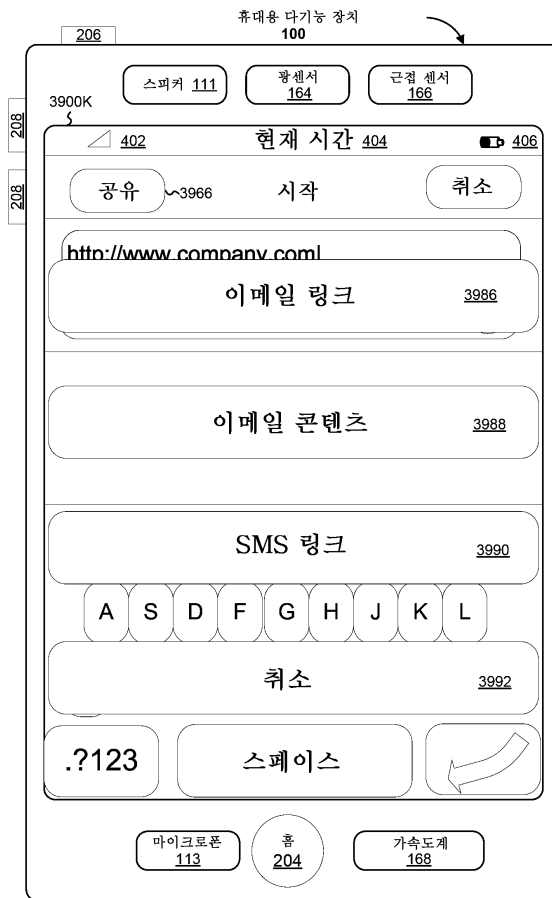 휴대용 다기능 장치
100
206
스피커 111
광센서
164
근접 센서
166
3900K
208
208
402
현재 시간 404
406
공유
3966
시작
취소
http://www.company.com
이메일 링크 3986
이메일 콘텐츠 3988
SMS 링크 3990
A S D F G H J K L
취소 3992
.?123
스페이스
마이크로폰
113
홈
204
가속도계
168